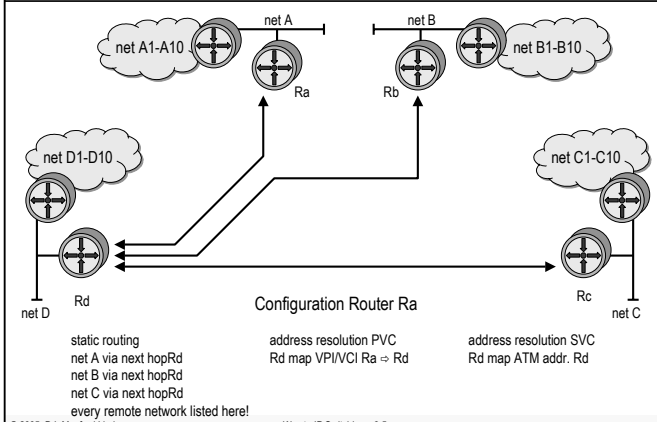 net A
net B
net A1-A10
net B1-B10
Ra
Rb
net D1-D10
net C1-C10
Rd
Rc
net D
net C
Configuration Router Ra
static routing
net A via next hopRd
net B via next hopRd
net C via next hopRd
every remote network listed here!
address resolution PVC
Rd map VPI/VCI Ra ⇨ Rd
address resolution SVC
Rd map ATM addr. Rd